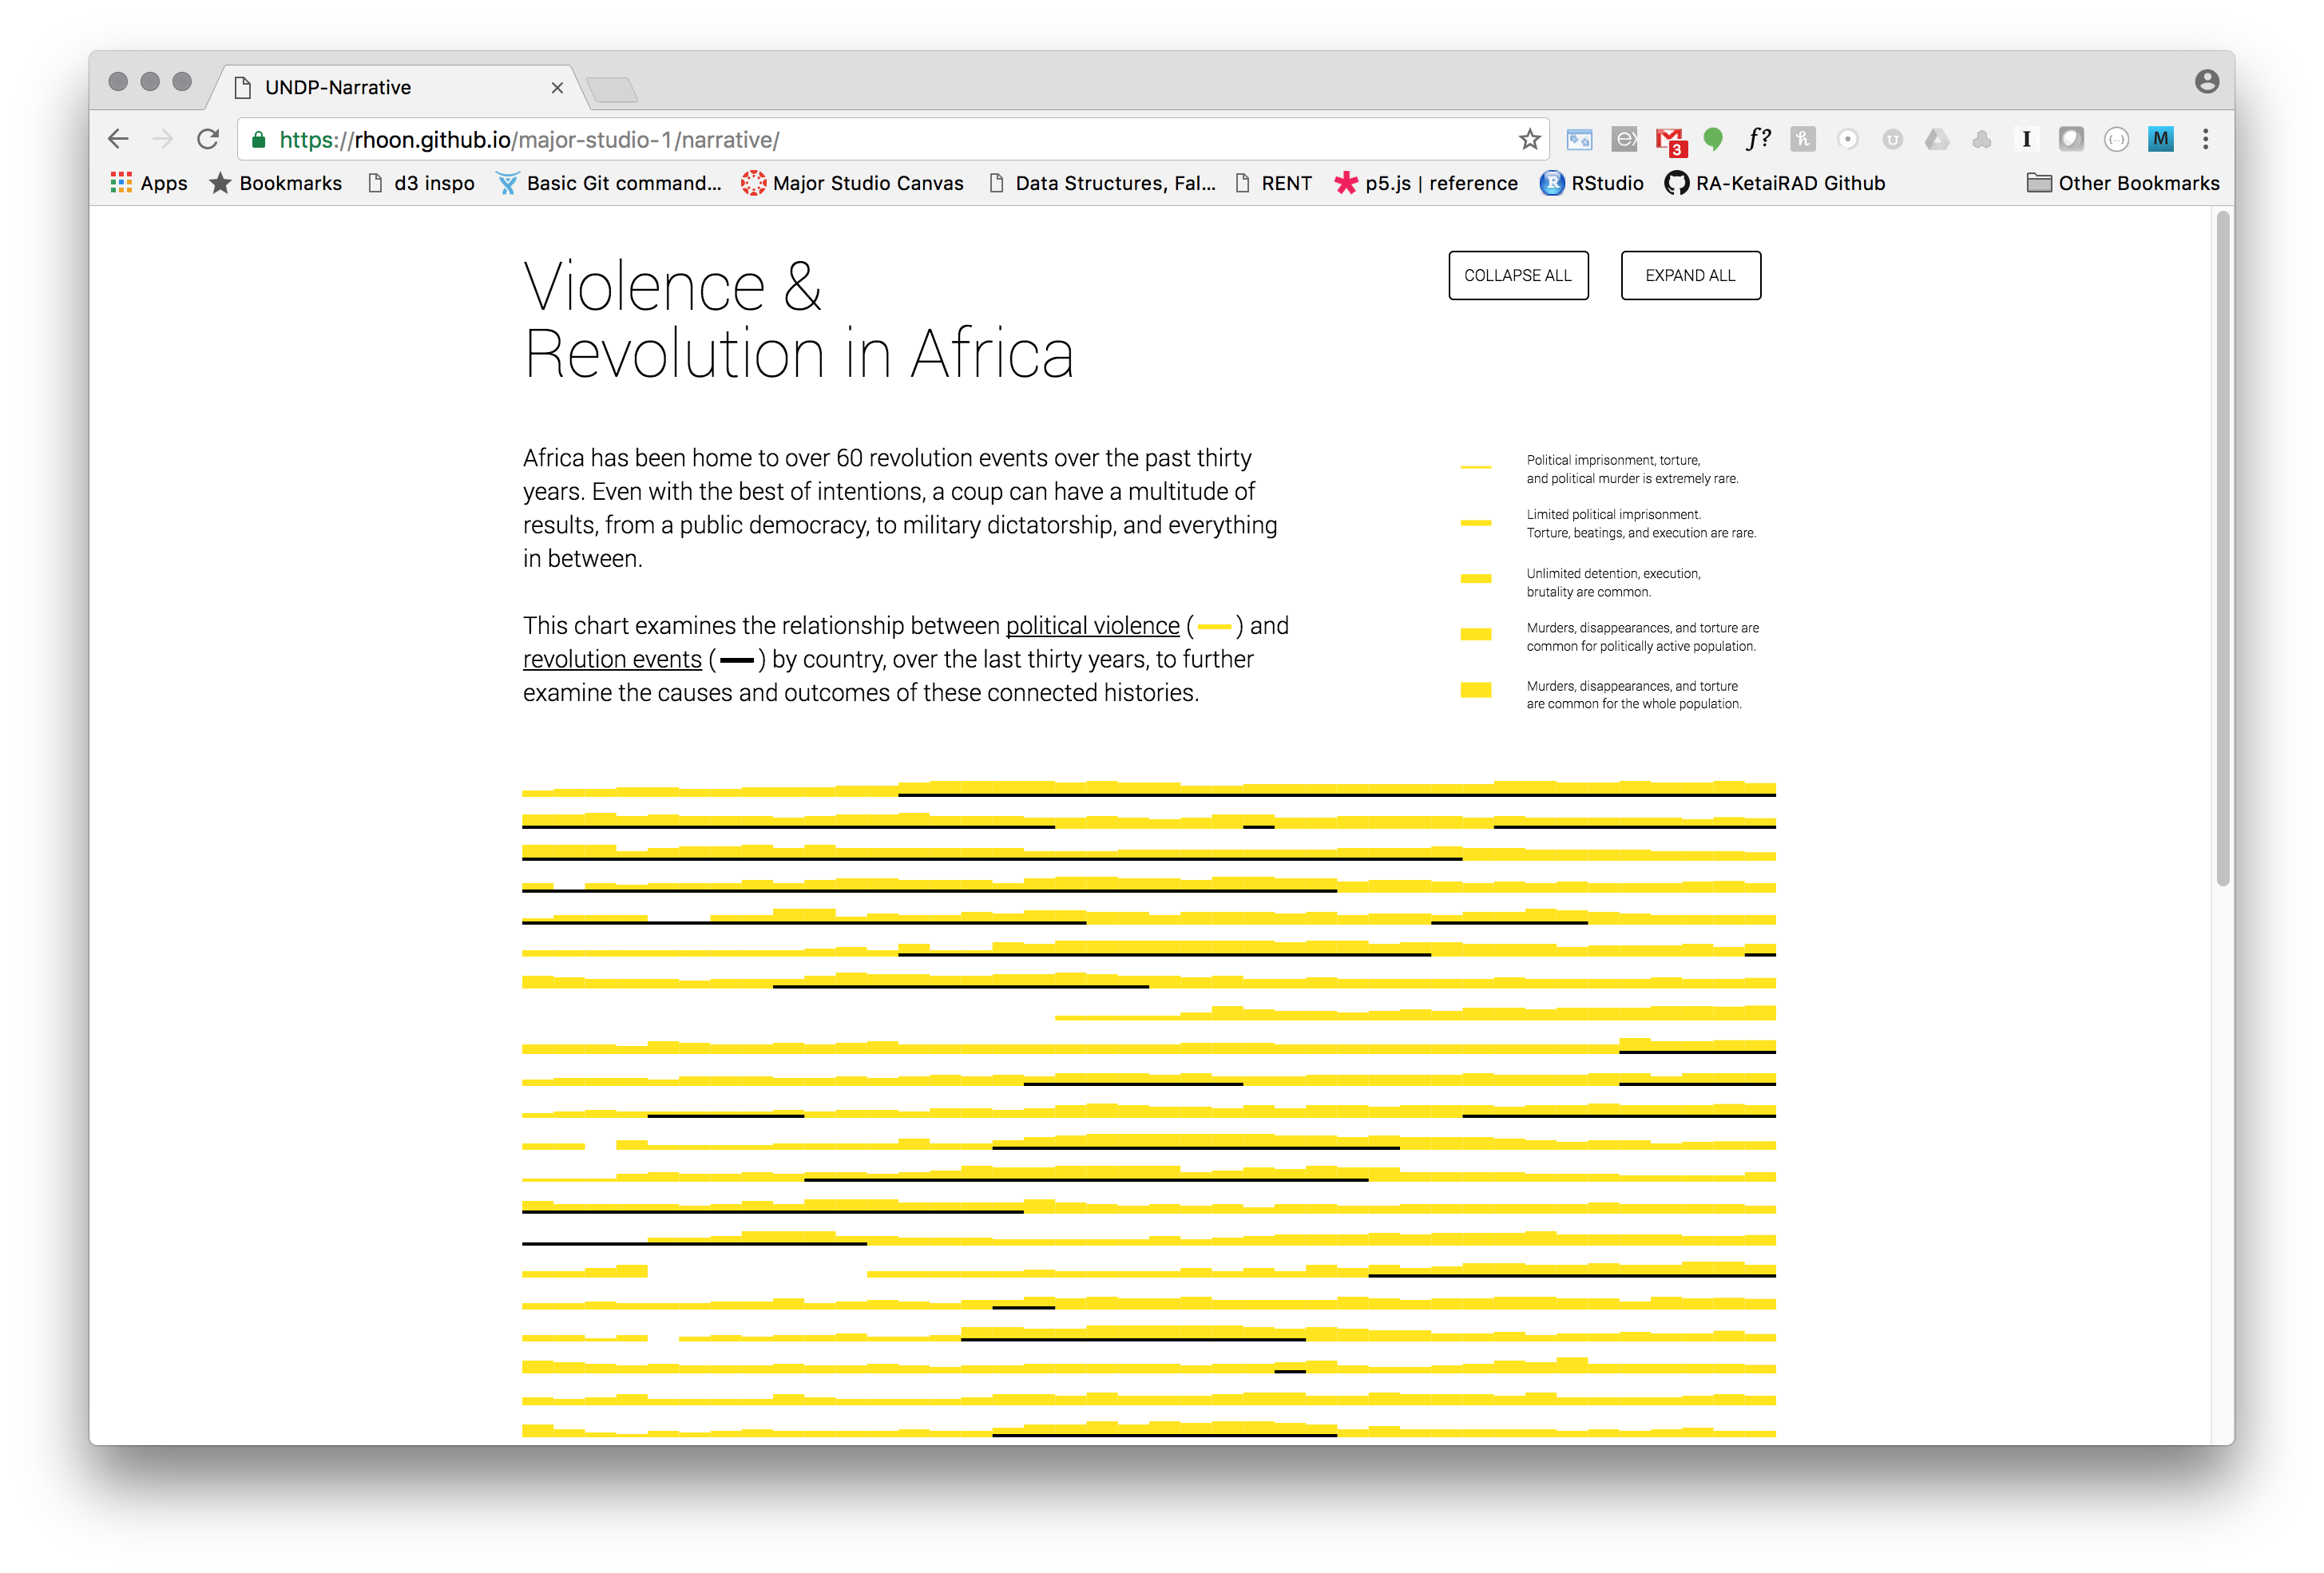 UNDP-Narrative
https://rhoon.github.io/major-studio-1/narrative/
3
Apps
Bookmarks
d3 inspo
Basic Git command...
Major Studio Canvas
Data Structures, Fal...
RENT
p5.js | reference
RStudio
RA-KetaiRAD Github
Other Bookmarks
Violence &
Revolution in Africa
COLLAPSE ALL
EXPAND ALL
Africa has been home to over 60 revolution events over the past thirty
years. Even with the best of intentions, a coup can have a multitude of
results, from a public democracy, to military dictatorship, and everything
in between.
This chart examines the relationship between political violence ( ) and
revolution events ( ) by country, over the last thirty years, to further
examine the causes and outcomes of these connected histories.
Political imprisonment, torture,
and political murder is extremely rare.
Limited political imprisonment.
Torture, beatings, and execution are rare.
Unlimited detention, execution,
brutality are common.
Murders, disappearances, and torture are
common for politically active population.
Murders, disappearances, and torture
are common for the whole population.